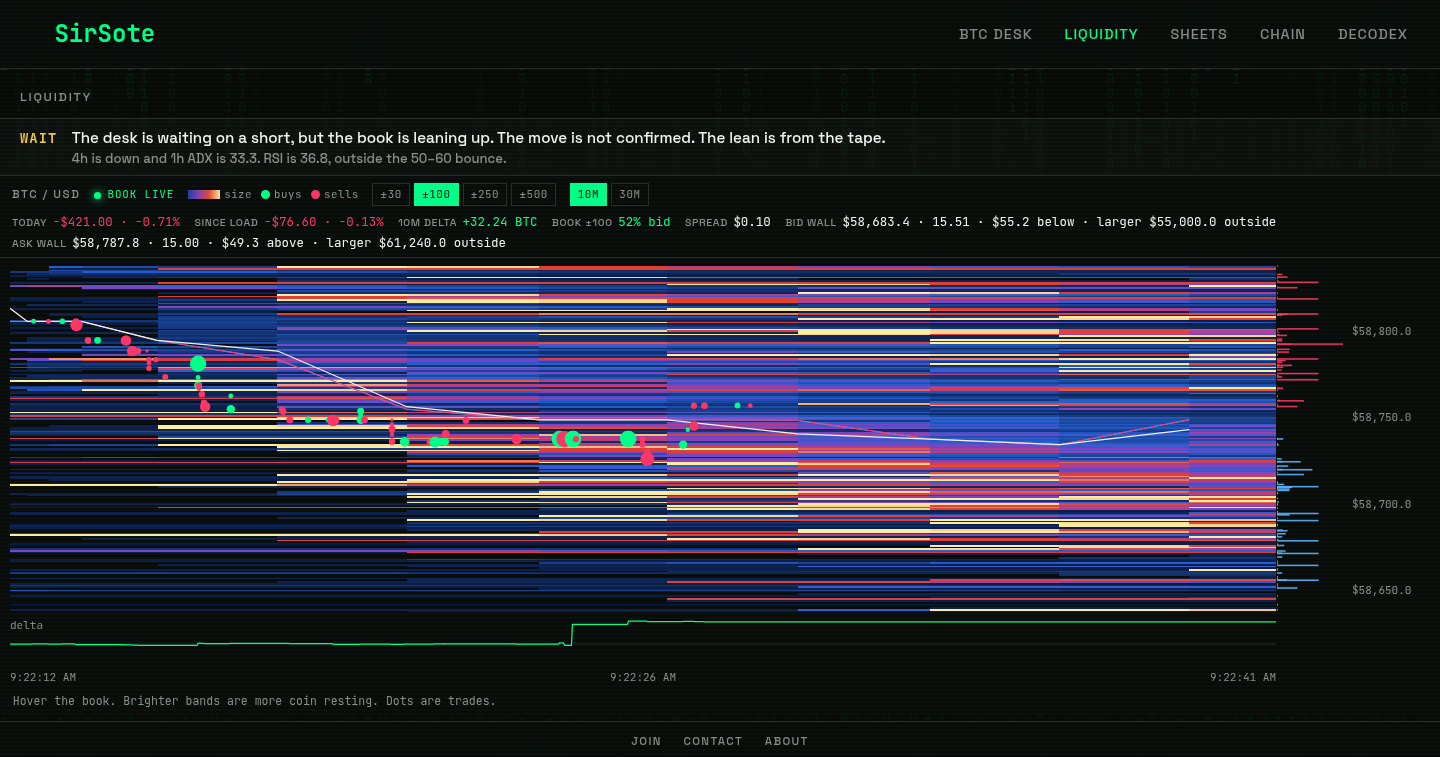 SirSote
BTC DESK LIQUIDITY SHEETS CHAIN DECODEX
LIQUIDITY
WAIT The desk is waiting on a short, but the book is leaning up. The move is not confirmed. The lean is from the tape.
4h is down and 1h ADX is 33.3. RSI is 36.8, outside the 50–60 bounce.
BTC / USD BOOK LIVE size buys sells ±30 ±100 ±250 ±500 10M 30M
TODAY -$421.00 · -0.71% SINCE LOAD -$76.60 · -0.13% 10M DELTA +32.24 BTC BOOK ±100 52% bid SPREAD $0.10 BID WALL $58,683.4 · 15.51 · $55.2 below · larger $55,000.0 outside
ASK WALL $58,787.8 · 15.00 · $49.3 above · larger $61,240.0 outside
$58,800.0
$58,750.0
$58,700.0
$58,650.0
delta
9:22:12 AM 9:22:26 AM 9:22:41 AM
Hover the book. Brighter bands are more coin resting. Dots are trades.
JOIN CONTACT ABOUT